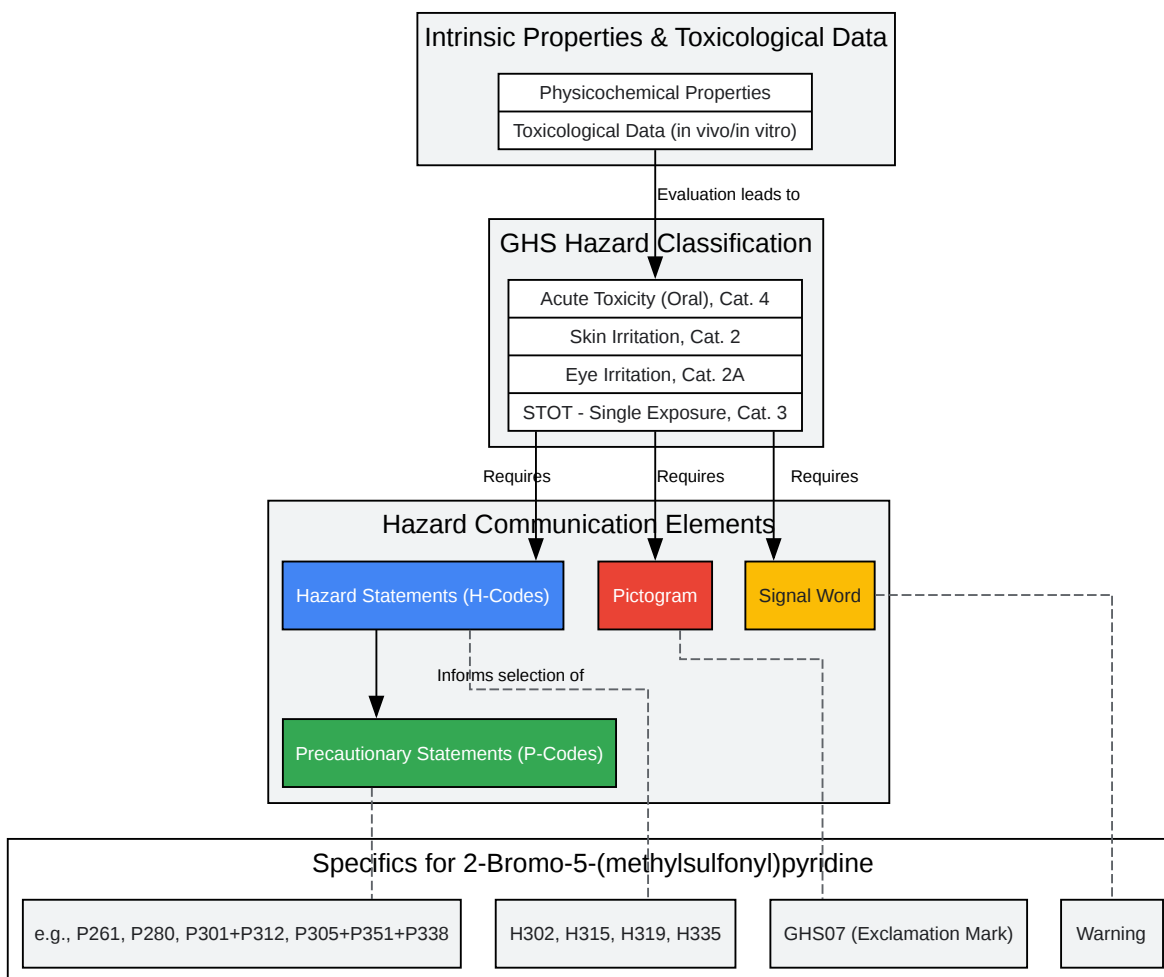 Intrinsic Properties & Toxicological Data
Physicochemical Properties
Toxicological Data (in vivo/in vitro)
Evaluation leads to
GHS Hazard Classification
Acute Toxicity (Oral), Cat. 4
Skin Irritation, Cat. 2
Eye Irritation, Cat. 2A
STOT - Single Exposure, Cat. 3
Requires
Requires
Requires
Hazard Communication Elements
Hazard Statements (H-Codes)
Pictogram
Signal Word
Informs selection of
Precautionary Statements (P-Codes)
Specifics for 2-Bromo-5-(methylsulfonyl)pyridine
e.g., P261, P280, P301+P312, P305+P351+P338
H302, H315, H319, H335
GHS07 (Exclamation Mark)
Warning